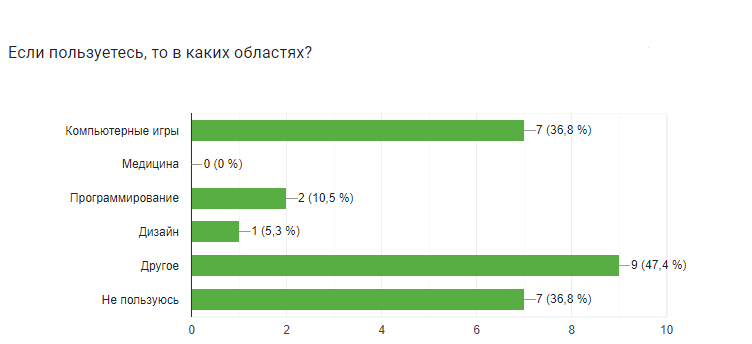 Если пользуетесь, то в каких областях?
Компьютерные игры 7 (36,8 %)
Медицина 0 (0 %)
Программирование 2 (10,5 %)
Дизайн 1 (5,3 %)
Другое 9 (47,4 %)
Не пользуюсь 7 (36,8 %)
0 2 4 6 8 10